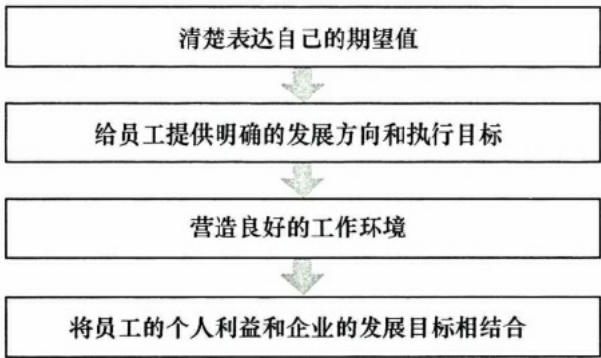 清楚表达自己的期望值
给员工提供明确的发展方向和执行目标
营造良好的工作环境
将员工的个人利益和企业的发展目标相结合